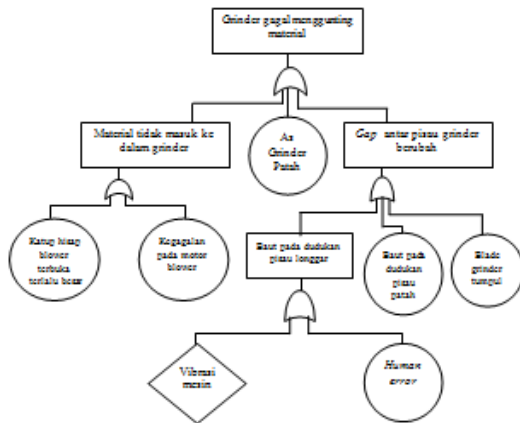 Grinder gagal menggunting
material
Material tidak masuk ke
dalam grinder
As
Grinder
Patah
Gap antar pisau grinder
berubah
Katup hisap
blower
terbuka
terlalu besar
Kegagalan
pada motor
blower
Baut pada dudukan
pisau longgar
Baut pada
dudukan
pisau
patah
Blade
grinder
tumpul
Vibrasi
mesin
Human
error